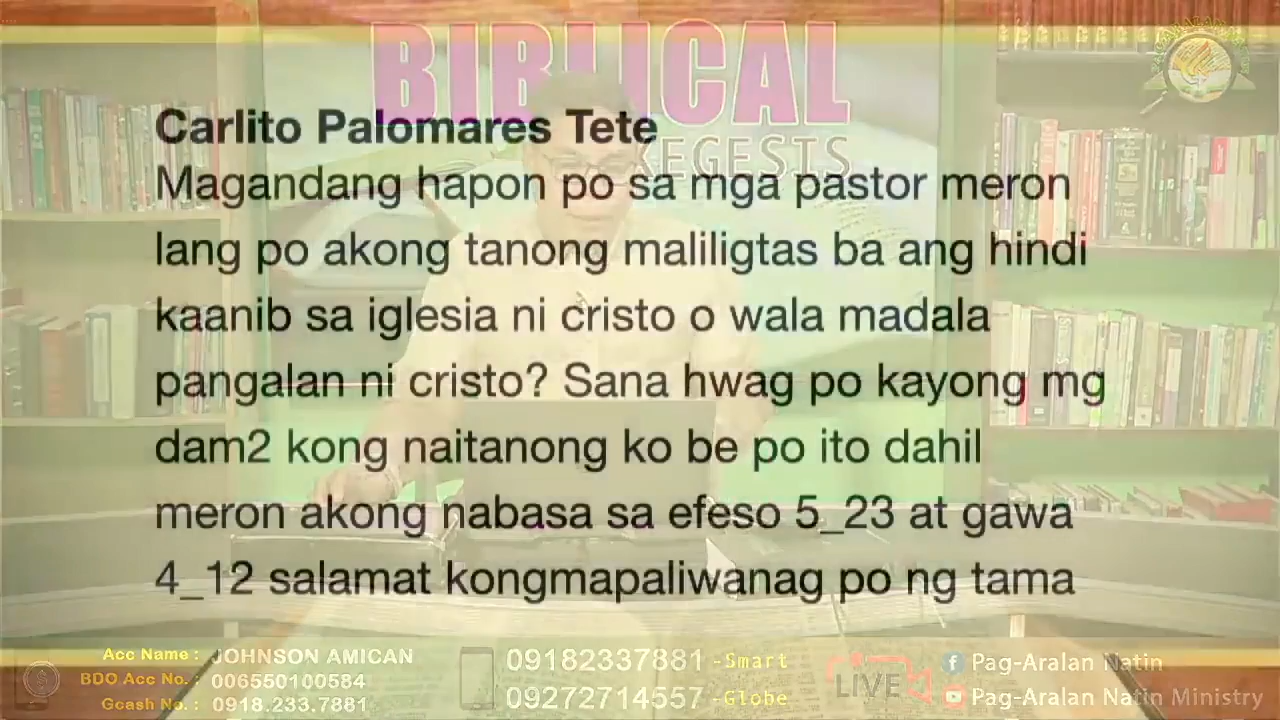 BIBLICAL
EXEGESTS
Carlito Palomares Tete
Magandang hapon po sa mga pastor meron
lang po akong tanong maliligtas ba ang hindi
kaanib sa iglesia ni cristo o wala madala
pangalan ni cristo? Sana hwag po kayong mg
dam2 kong naitanong ko be po ito dahil
meron akong nabasa sa efeso 5_23 at gawa
4_12 salamat kongmapaliwanag po ng tama
Acc Name : JOHNSON AMICAN
BDO Acc No. : 006550100584
Gcash No. : 0918.233.7881
09182337881 -Smart
09272714557 -Globe
LIVE
Pag-Aralan Natin
Pag-Aralan Natin Ministry